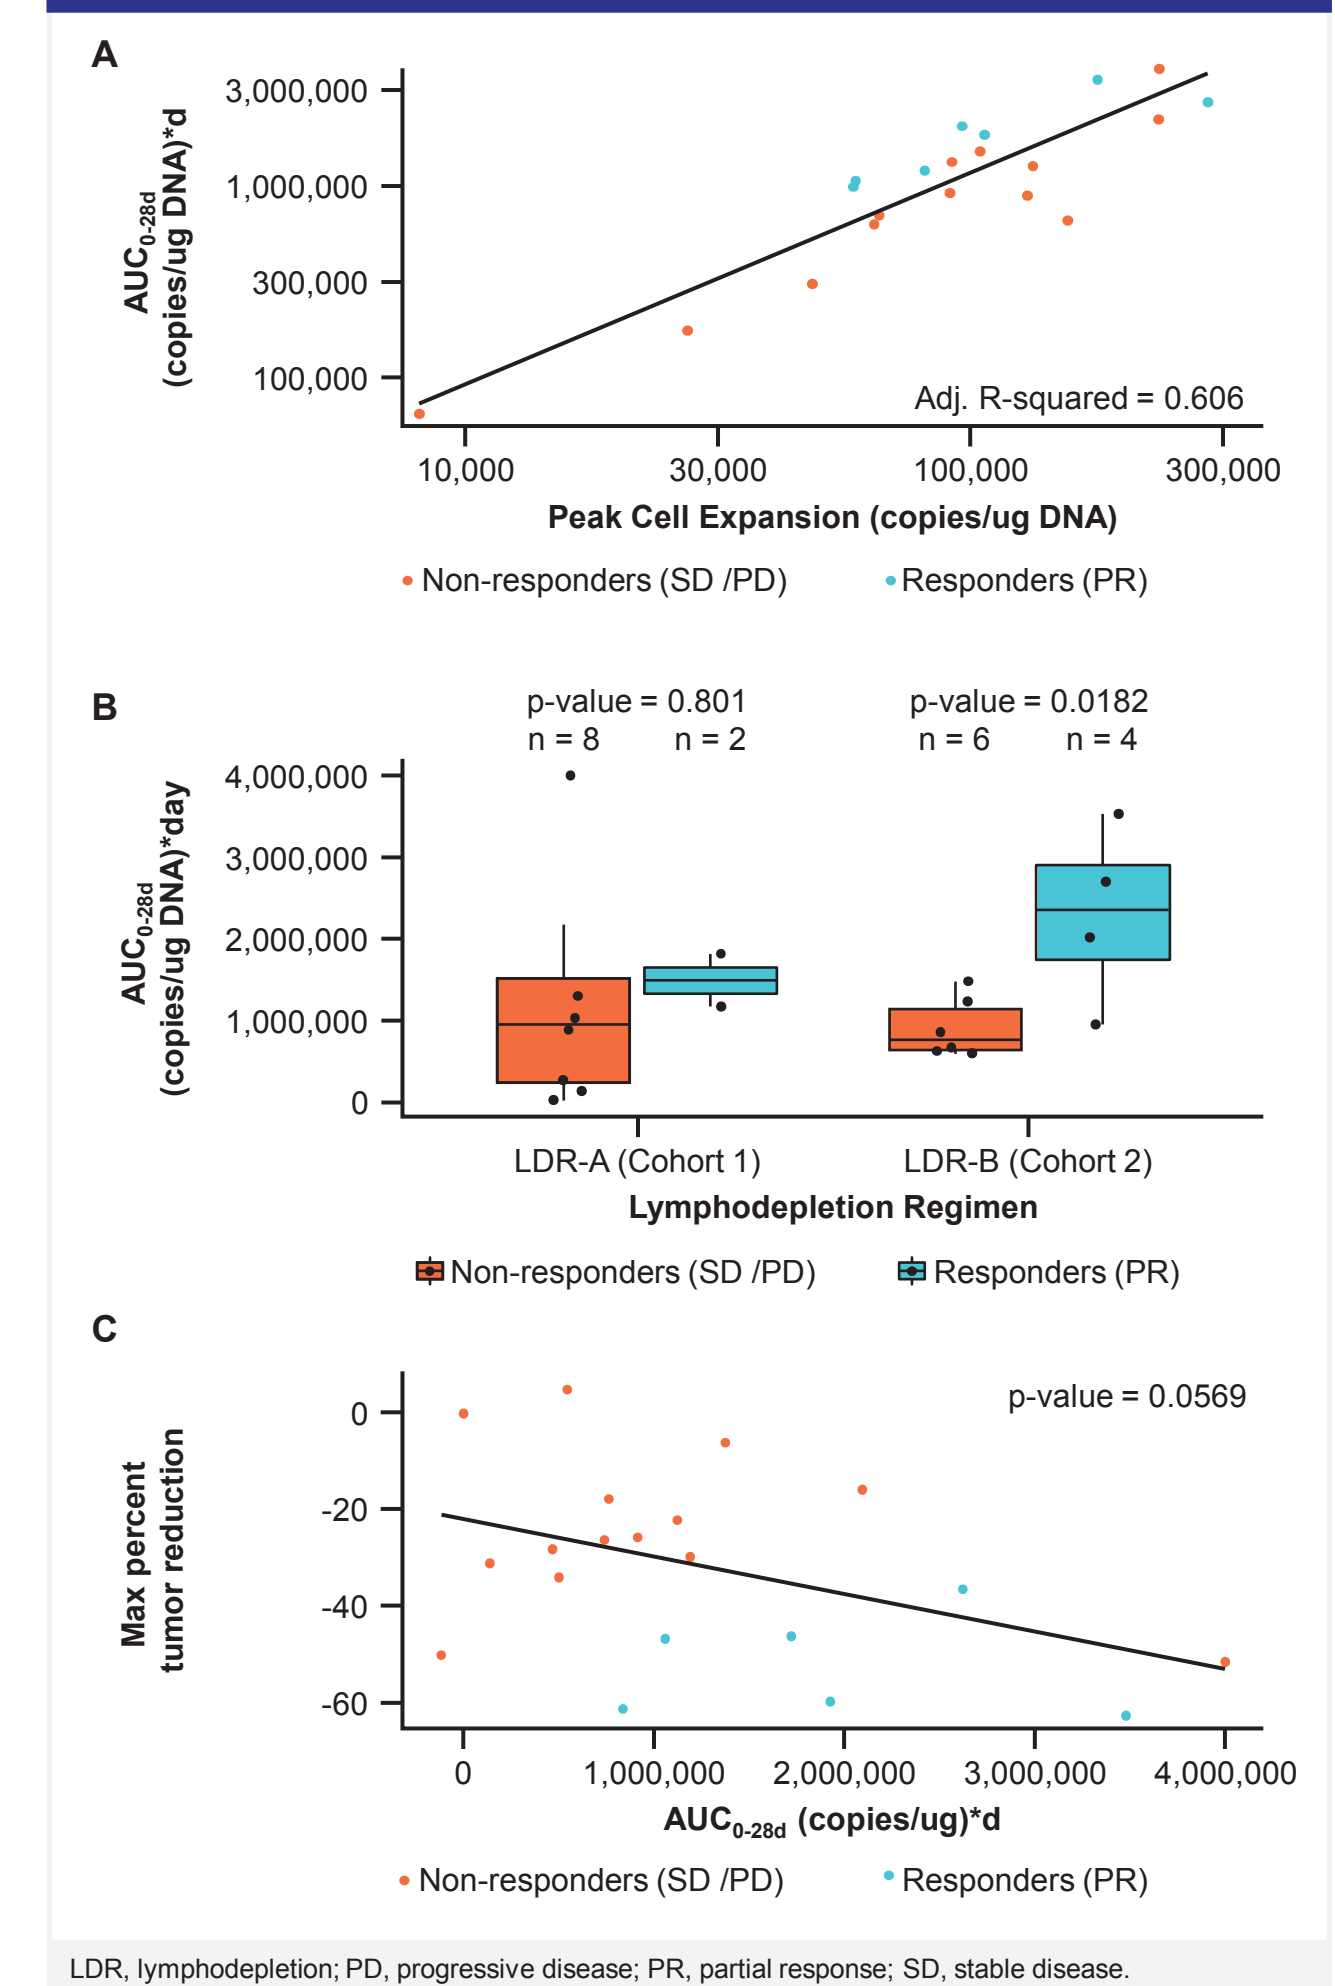 A
AUC0-28d
(copies/ug DNA)*d
3,000,000
1,000,000
300,000
100,000
Adj. R-squared = 0.606
10,000 30,000 100,000 300,000
Peak Cell Expansion (copies/ug DNA)
Non-responders (SD /PD) Responders (PR)
B
p-value = 0.801 p-value = 0.0182
n = 8 n = 2 n = 6 n = 4
AUC0-28d
(copies/ug DNA)*day
4,000,000
3,000,000
2,000,000
1,000,000
0
LDR-A (Cohort 1) LDR-B (Cohort 2)
Lymphodepletion Regimen
Non-responders (SD /PD) Responders (PR)
C
p-value = 0.0569
Max percent
tumor reduction
0
-20
-40
-60
0 1,000,000 2,000,000 3,000,000 4,000,000
AUC0-28d (copies/ug)*d
Non-responders (SD /PD) Responders (PR)
LDR, lymphodepletion; PD, progressive disease; PR, partial response; SD, stable disease.